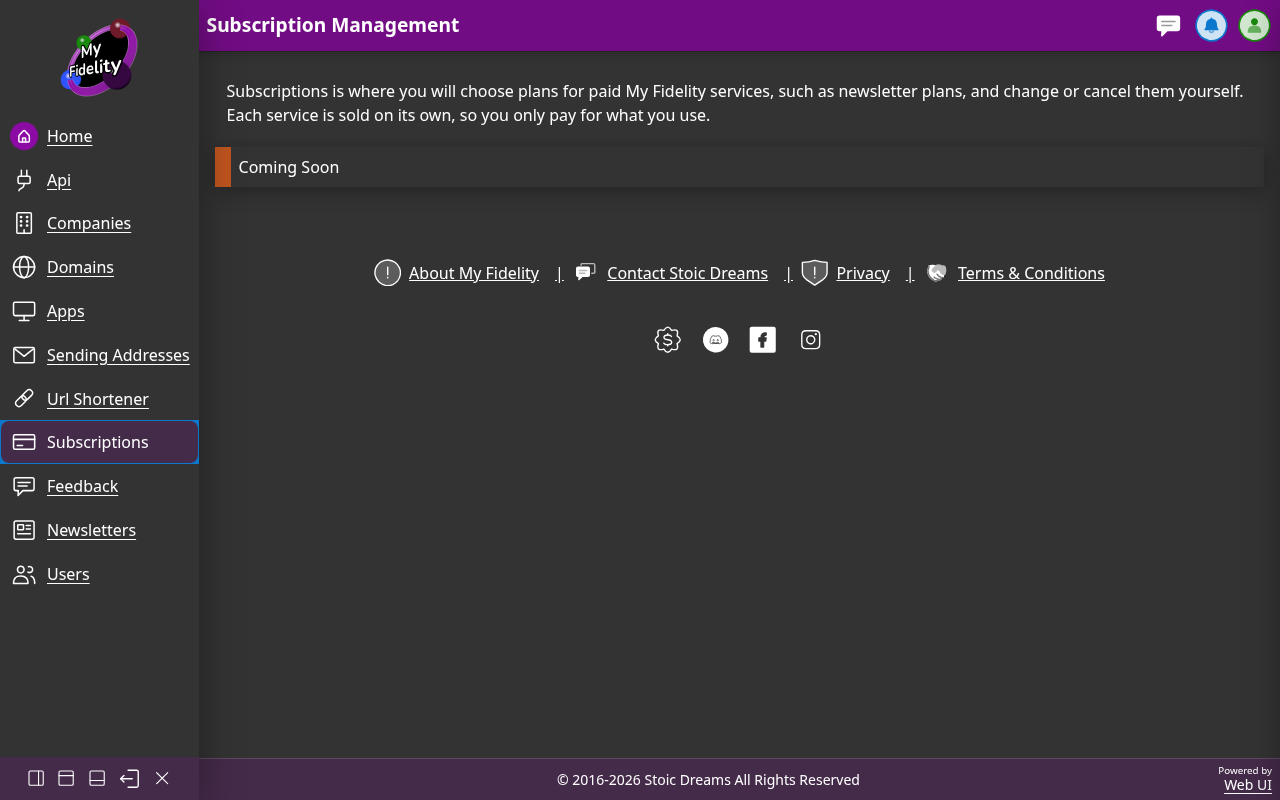 My
Fidelity
Subscription Management
Home
Api
Companies
Domains
Apps
Sending Addresses
Url Shortener
Subscriptions
Feedback
Newsletters
Users
Subscriptions is where you will choose plans for paid My Fidelity services, such as newsletter plans, and change or cancel them yourself.
Each service is sold on its own, so you only pay for what you use.
Coming Soon
About My Fidelity | Contact Stoic Dreams | Privacy | Terms & Conditions
© 2016-2026 Stoic Dreams All Rights Reserved
Powered by
Web UI